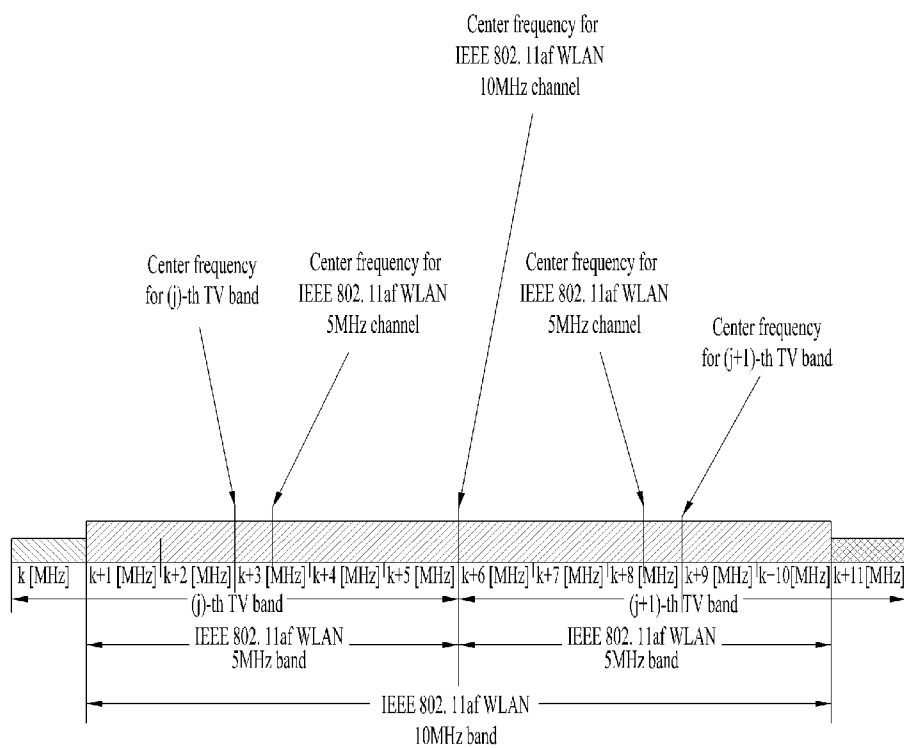 Center frequency for
IEEE 802. 11af WLAN
10MHz channel
Center frequency
for (j)-th TV band
Center frequency for
IEEE 802. 11af WLAN
5MHz channel
Center frequency for
IEEE 802. 11af WLAN
5MHz channel
Center frequency
for (j+1)-th TV band
k [MHz] k+1 [MHz] k+2 [MHz] k+3 [MHz] k+4 [MHz] k+5 [MHz] k+6 [MHz] k+7 [MHz] k+8 [MHz] k+9 [MHz] k−10[MHz] k+11[MHz]
(j)-th TV band (j+1)-th TV band
IEEE 802. 11af WLAN IEEE 802. 11af WLAN
5MHz band 5MHz band
IEEE 802. 11af WLAN
10MHz band